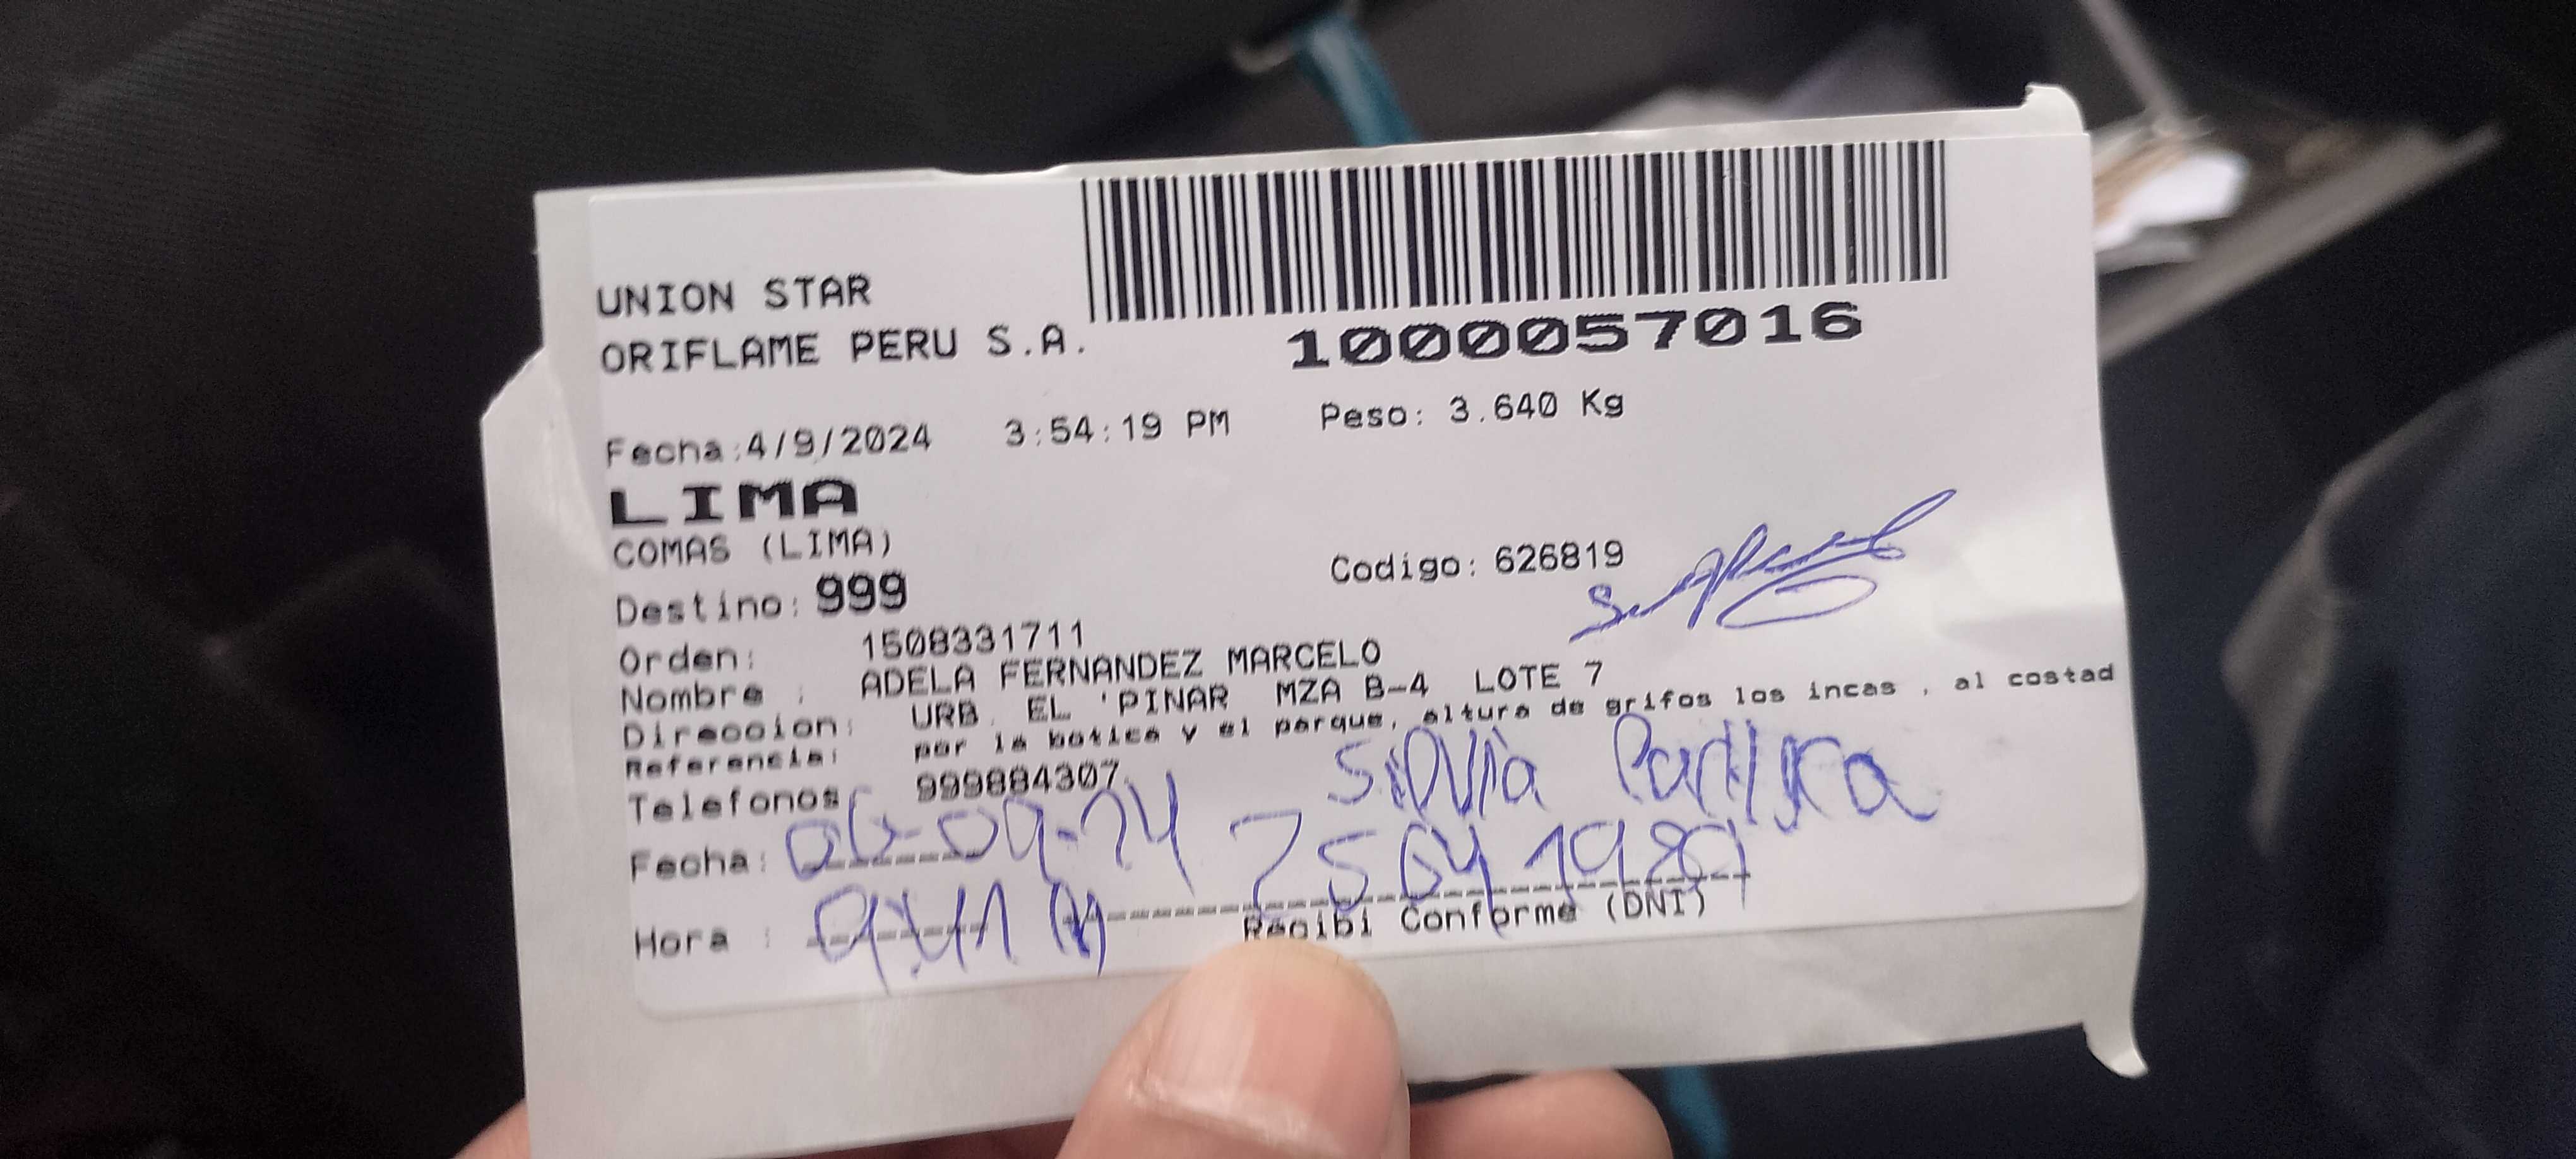 UNION STAR
ORIFLAME PERU S.A.
1000057016
Fecha:4/9/2024 3:54:19 PM Peso: 3.640 Kg
LIMA
COMAS (LIMA)
Codigo: 626819
Destino: 999
Orden: 1508331711
Nombre : ADELA FERNANDEZ MARCELO
Direccion: URB. EL 'PINAR MZA B-4 LOTE 7
Referencia: por la botica y el parque, altura de grifos los incas , al costad
Telefonos 999884307
Silvia
Fecha: 06-09-24
Hora :
Recibi Conforme (DNI)